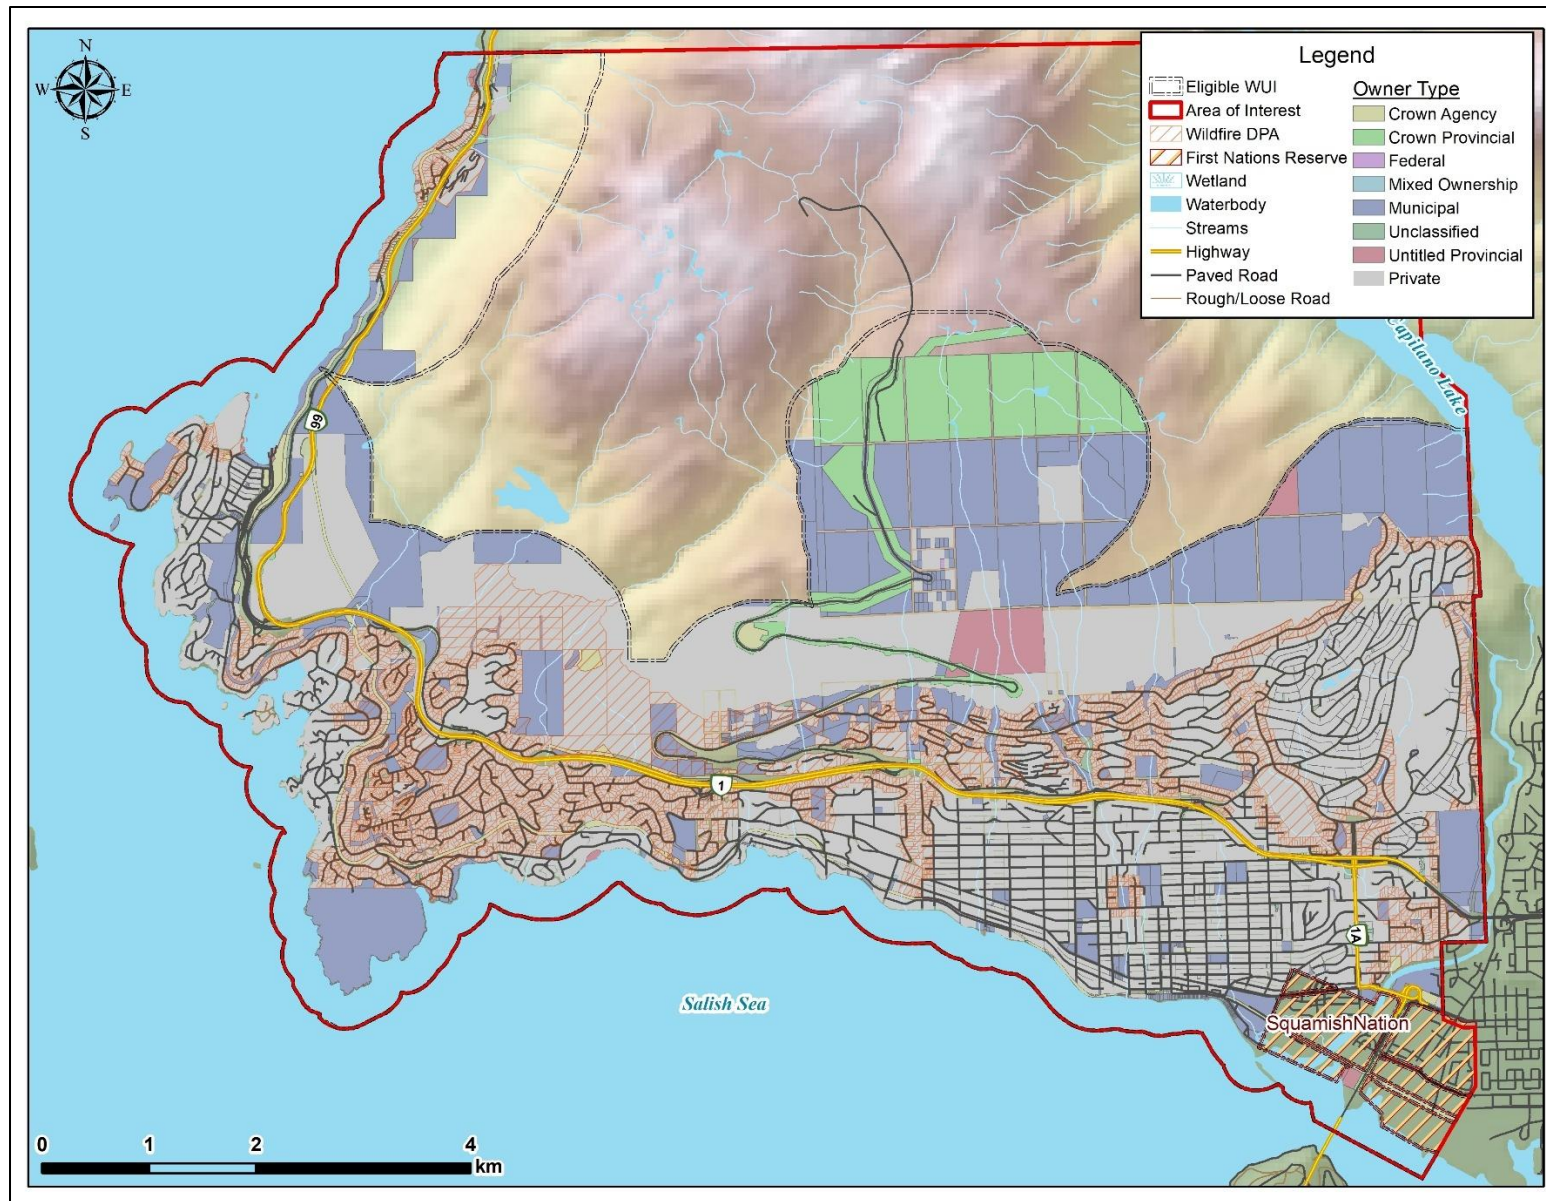 N
W E
S
Legend
Eligible WUI
Area of Interest
Wildfire DPA
First Nations Reserve
Wetland
Waterbody
Streams
Highway
Paved Road
Rough/Loose Road
Owner Type
Crown Agency
Crown Provincial
Federal
Mixed Ownership
Municipal
Unclassified
Untitled Provincial
Private
Capilano Lake
99
1
1A
Salish Sea
SquamishNation
0 1 2 4
km